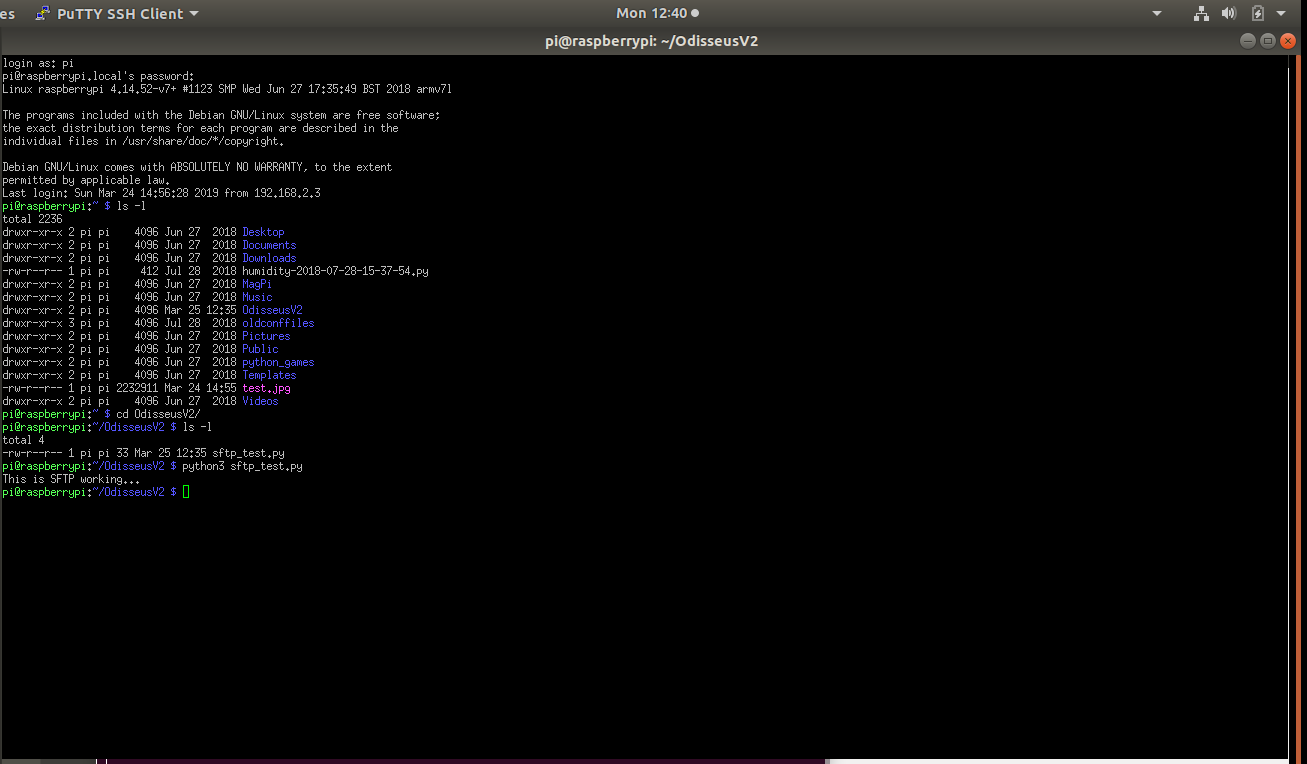 es PuTTY SSH Client Mon 12:40
pi@raspberrypi: ~/OdisseusV2
login as: pi
pi@raspberrypi.local's password:
Linux raspberrypi 4.14.52-v7+ #1123 SMP Wed Jun 27 17:35:49 BST 2018 armv7l
The programs included with the Debian GNU/Linux system are free software;
the exact distribution terms for each program are described in the
individual files in /usr/share/doc/*/copyright.
Debian GNU/Linux comes with ABSOLUTELY NO WARRANTY, to the extent
permitted by applicable law.
Last login: Sun Mar 24 14:56:28 2019 from 192.168.2.3
pi@raspberrypi:~ $ ls -l
total 2236
drwxr-xr-x 2 pi pi    4096 Jun 27  2018 Desktop
drwxr-xr-x 2 pi pi    4096 Jun 27  2018 Documents
drwxr-xr-x 2 pi pi    4096 Jun 27  2018 Downloads
-rw-r--r-- 1 pi pi     412 Jul 28  2018 humidity-2018-07-28-15-37-54.py
drwxr-xr-x 2 pi pi    4096 Jun 27  2018 MagPi
drwxr-xr-x 2 pi pi    4096 Jun 27  2018 Music
drwxr-xr-x 2 pi pi    4096 Mar 25 12:35 OdisseusV2
drwxr-xr-x 3 pi pi    4096 Jul 28  2018 oldconffiles
drwxr-xr-x 2 pi pi    4096 Jun 27  2018 Pictures
drwxr-xr-x 2 pi pi    4096 Jun 27  2018 Public
drwxr-xr-x 2 pi pi    4096 Jun 27  2018 python_games
drwxr-xr-x 2 pi pi    4096 Jun 27  2018 Templates
-rw-r--r-- 1 pi pi 2232911 Mar 24 14:55 test.jpg
drwxr-xr-x 2 pi pi    4096 Jun 27  2018 Videos
pi@raspberrypi:~ $ cd OdisseusV2/
pi@raspberrypi:~/OdisseusV2 $ ls -l
total 4
-rw-r--r-- 1 pi pi 33 Mar 25 12:35 sftp_test.py
pi@raspberrypi:~/OdisseusV2 $ python3 sftp_test.py
This is SFTP working...
pi@raspberrypi:~/OdisseusV2 $